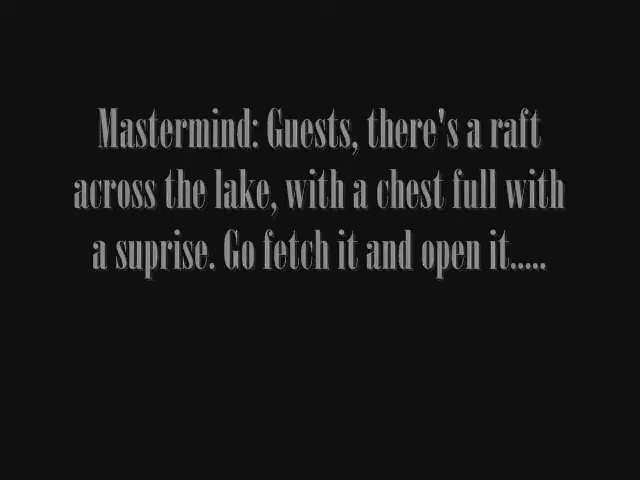 Mastermind: Guests, there's a raft
across the lake, with a chest full with
a suprise. Go fetch it and open it.....